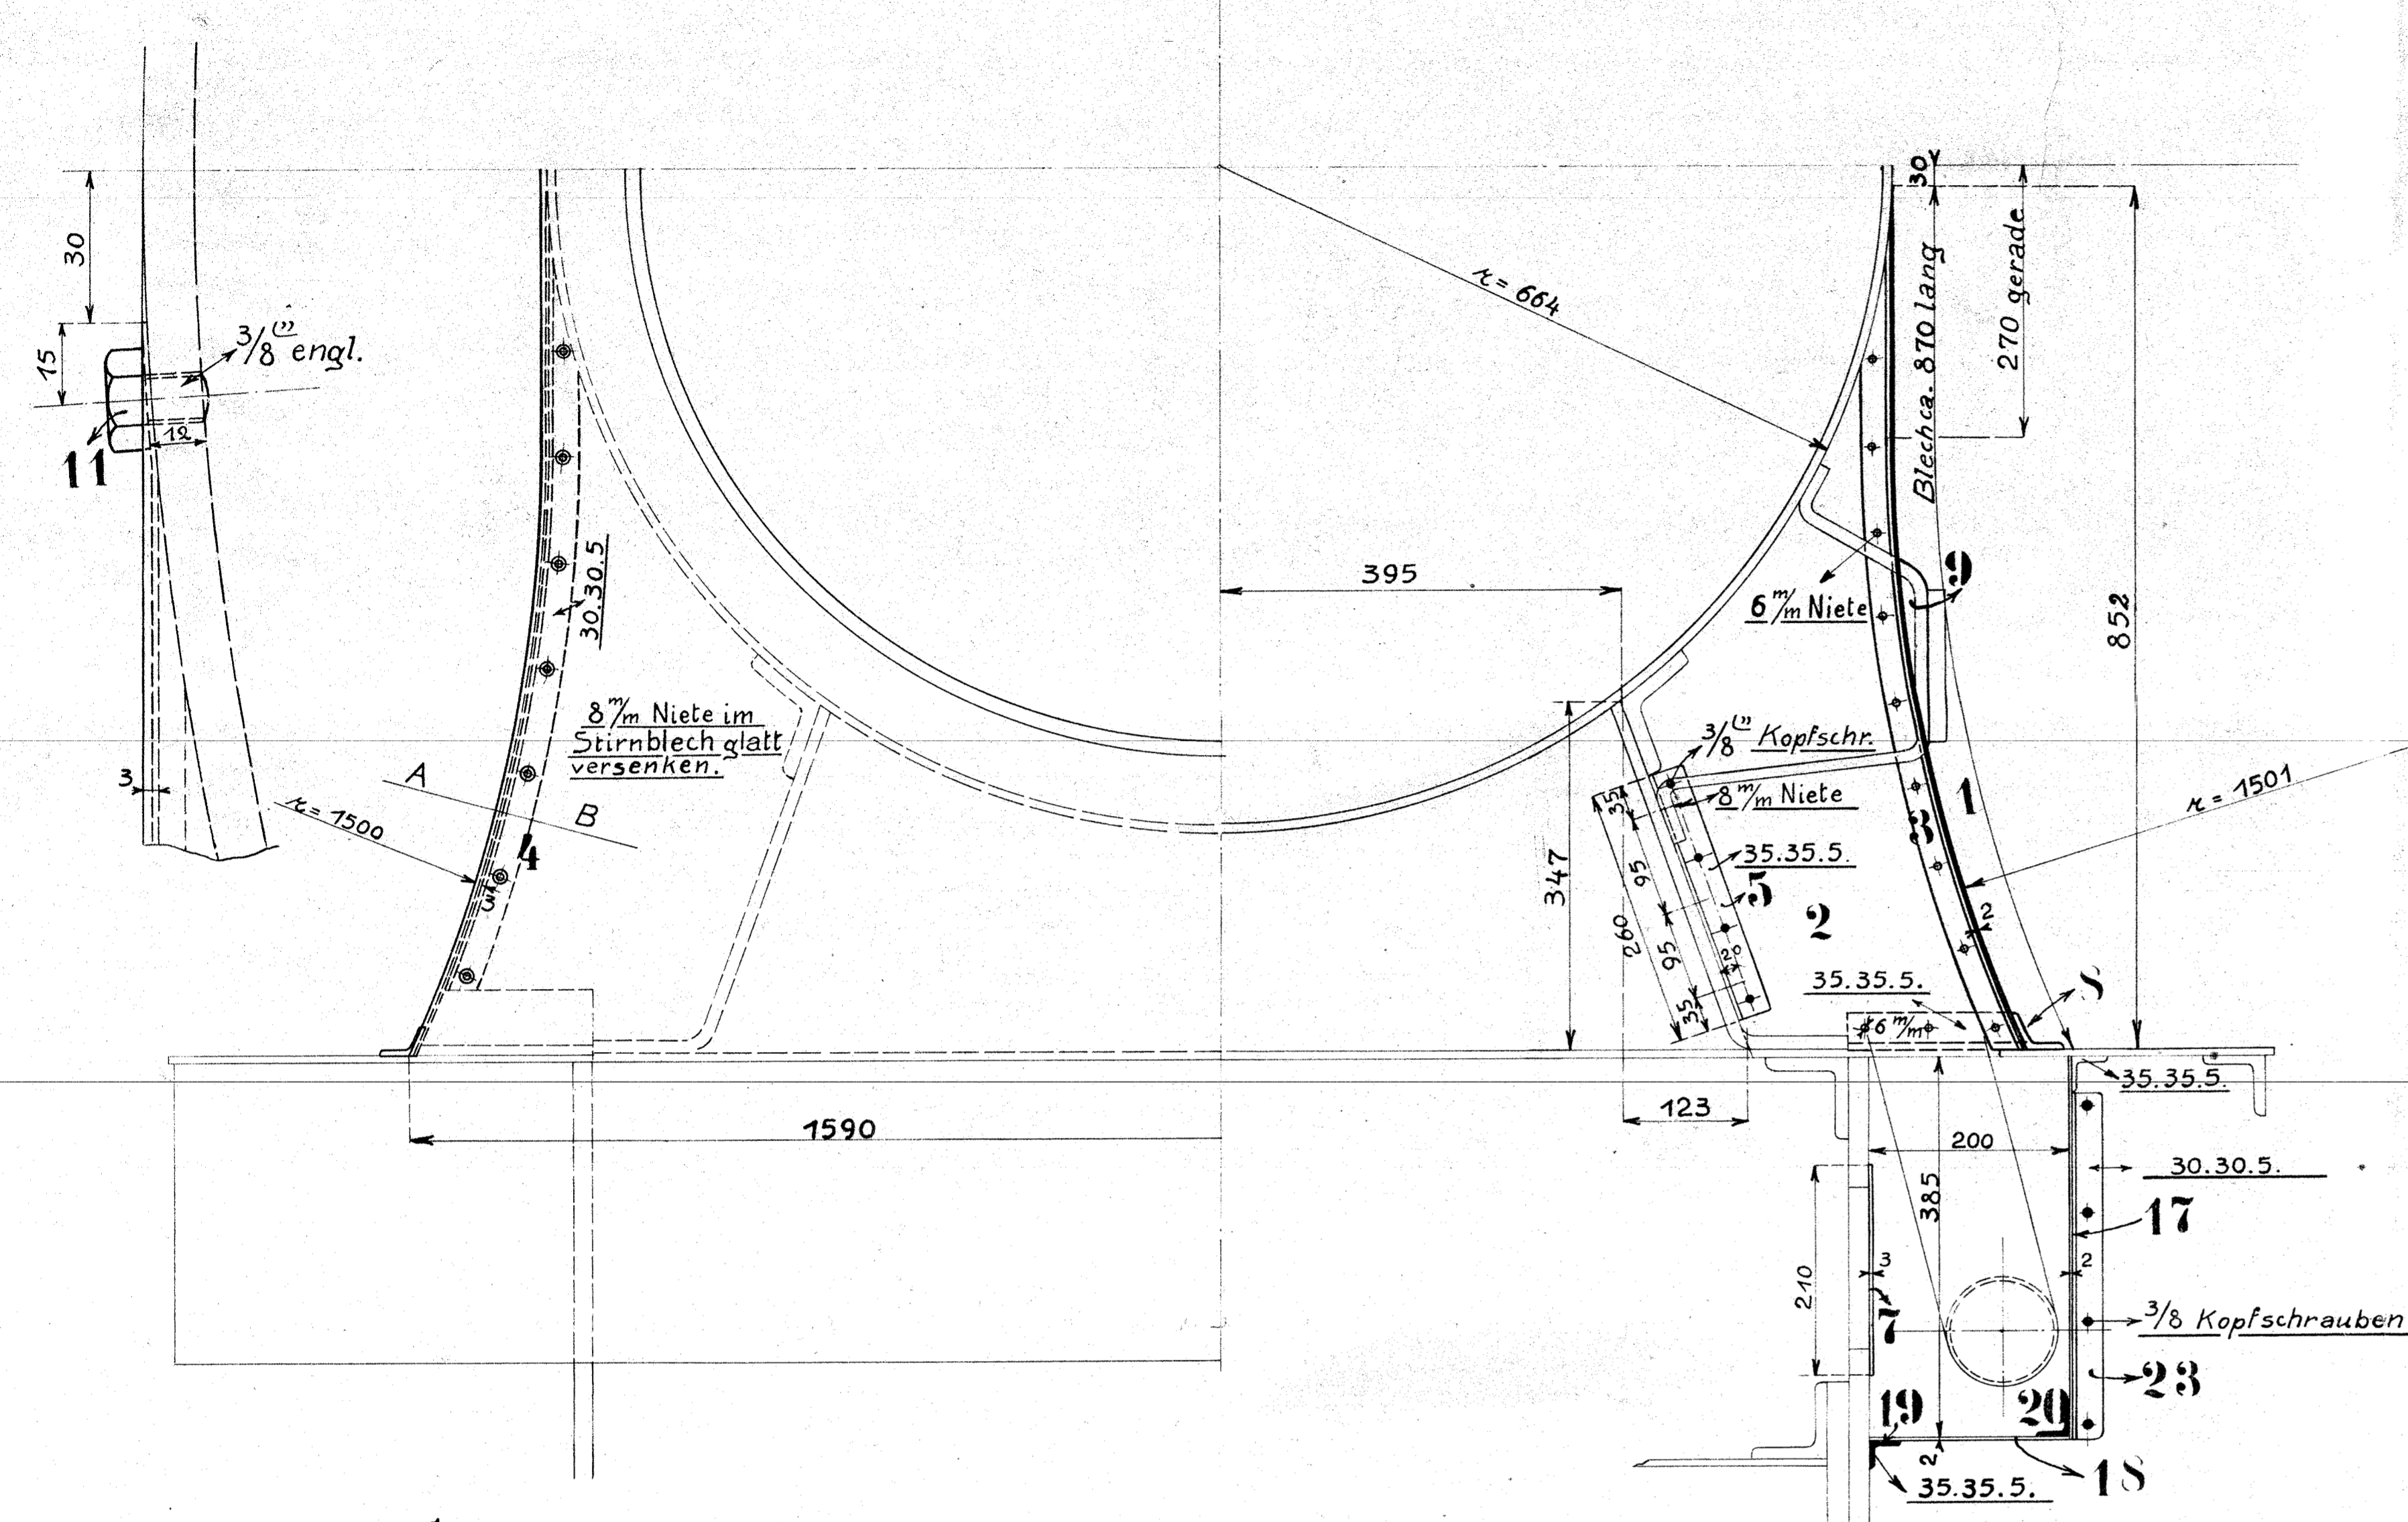 30
15
3/8" engl.
12
11
3
r = 1500
A
B
4
3
30.30.5
8 m/m Niete im
Stirnblech glatt
versenken.
1590
r = 664
395
347
30
Blech ca. 870 lang
270 gerade
852
6 m/m Niete
9
3/8" Kopfschr.
8 m/m Niete
35
95
260
95
35
35.35.5.
5
2
20
3
1
r = 1501
2
35.35.5.
8
6 m/m
35.35.5.
123
200
385
30.30.5.
17
210
3
2
7
3/8 Kopfschrauben
23
19
20
2
18
35.35.5.